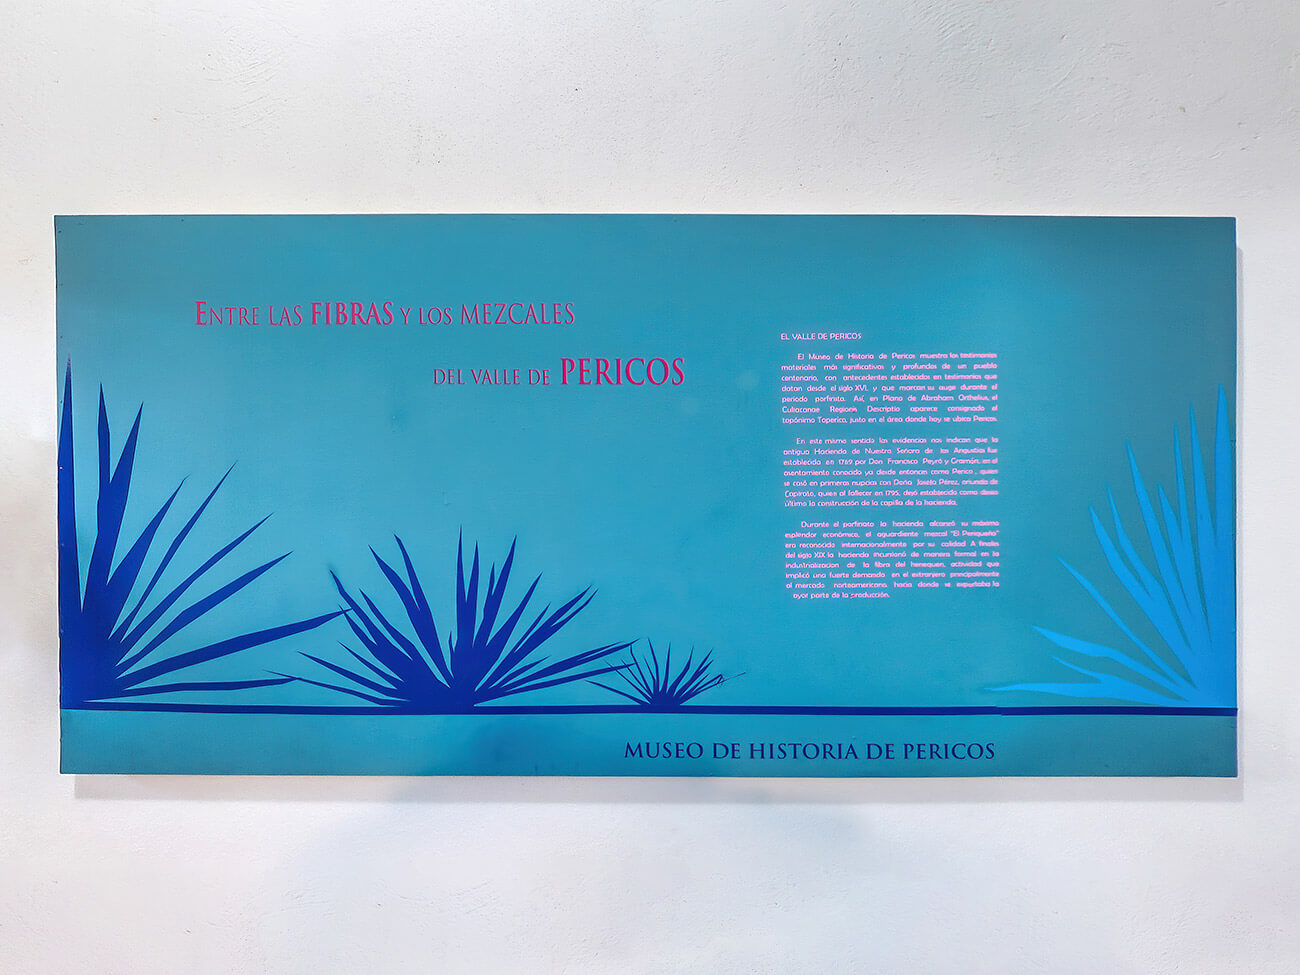 ENTRE LAS FIBRAS Y LOS MEZCALES
DEL VALLE DE PERICOS
EL VALLE DE PERICOS
El Museo de Historia de Pericos muestra los testimonios
materiales más significativos y profundos de un pueblo
centenario, con antecedentes establecidos en testimonios que
datan desde el siglo XVI, y que marcan su auge durante el
periodo porfirista. Así, en Plano de Abraham Orthelius, el
Culiacanae Regionis Descriptio aparece consignado el
topónimo Taperico, justo en el área donde hoy se ubica Pericos.
En este mismo sentido las evidencias nos indican que la
antigua Hacienda de Nuestra Señora de las Angustias fue
establecida en 1769 por Don Francisco Peyró y Gramón, en el
asentamiento conocido ya desde entonces como Perico, quien
se casó en primeras nupcias con Doña Josefa Pérez, oriunda de
Capirato, quien al fallecer en 1795, dejó establecida como deseo
último la construcción de la capilla de la hacienda.
Durante el porfiriato la hacienda alcanzó su máximo
esplendor económico, el aguardiente mezcal "El Periqueño"
era reconocido internacionalmente por su calidad. A finales
del siglo XIX la hacienda incursionó de manera formal en la
industrializacion de la fibra del henequen, actividad que
implicó una fuerte demanda en el extranjero principalmente
al mercado norteamericano, hacia donde se exportaba la
ayor parte de la producción.
MUSEO DE HISTORIA DE PERICOS